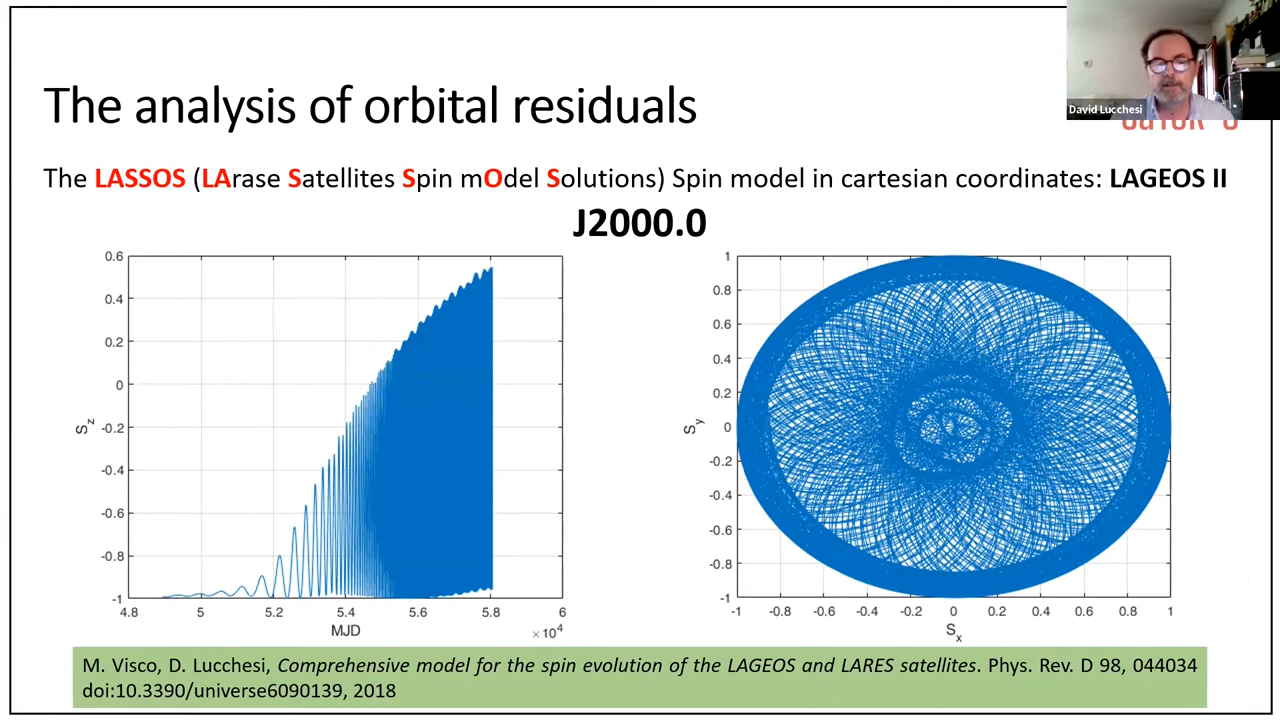 David Lucchesi
The analysis of orbital residuals
The LASSOS (LArase Satellites Spin mOdel Solutions) Spin model in cartesian coordinates: LAGEOS II
J2000.0
0.6
0.4
0.2
0
-0.2
-0.4
-0.6
-0.8
-1
S_z
4.8 5 5.2 5.4 5.6 5.8 6
MJD
×10^4
1
0.8
0.6
0.4
0.2
0
-0.2
-0.4
-0.6
-0.8
-1
S_y
-1 -0.8 -0.6 -0.4 -0.2 0 0.2 0.4 0.6 0.8 1
S_x
M. Visco, D. Lucchesi, Comprehensive model for the spin evolution of the LAGEOS and LARES satellites. Phys. Rev. D 98, 044034
doi:10.3390/universe6090139, 2018